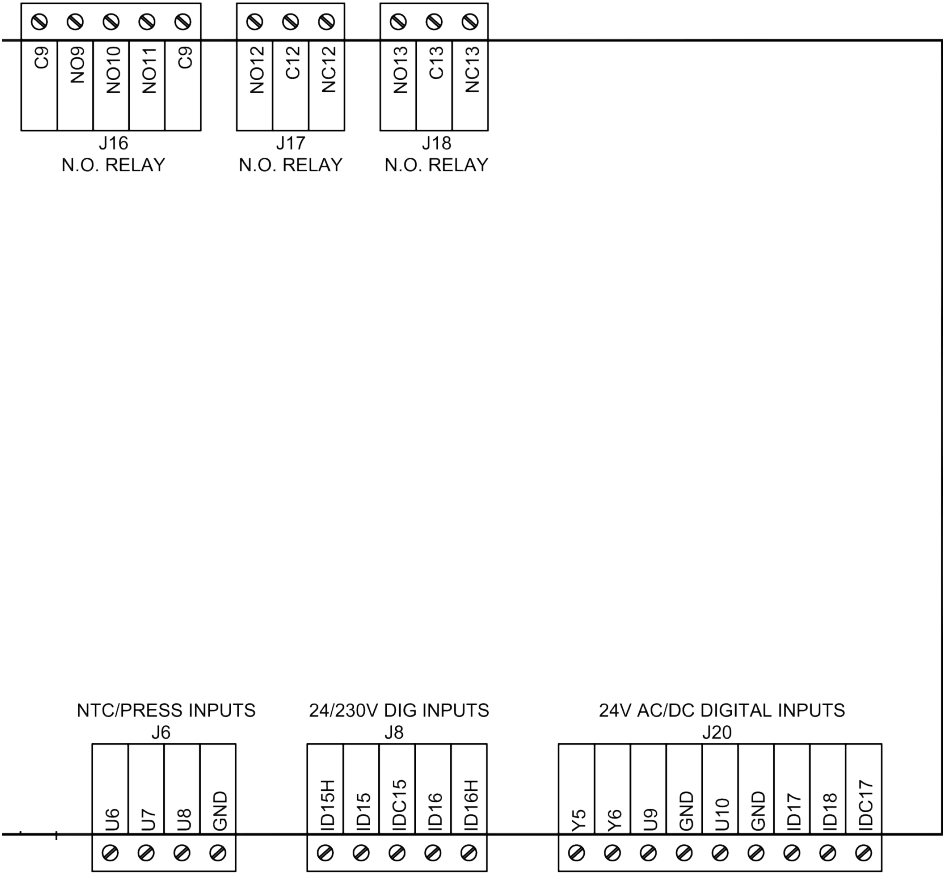 C9 NO9 NO10 NO11 C9
J16
N.O. RELAY
NO12 C12 NC12
J17
N.O. RELAY
NO13 C13 NC13
J18
N.O. RELAY
NTC/PRESS INPUTS
J6
U6 U7 U8 GND
24/230V DIG INPUTS
J8
ID15H ID15 IDC15 ID16 ID16H
24V AC/DC DIGITAL INPUTS
J20
Y5 Y6 U9 GND U10 GND ID17 ID18 IDC17